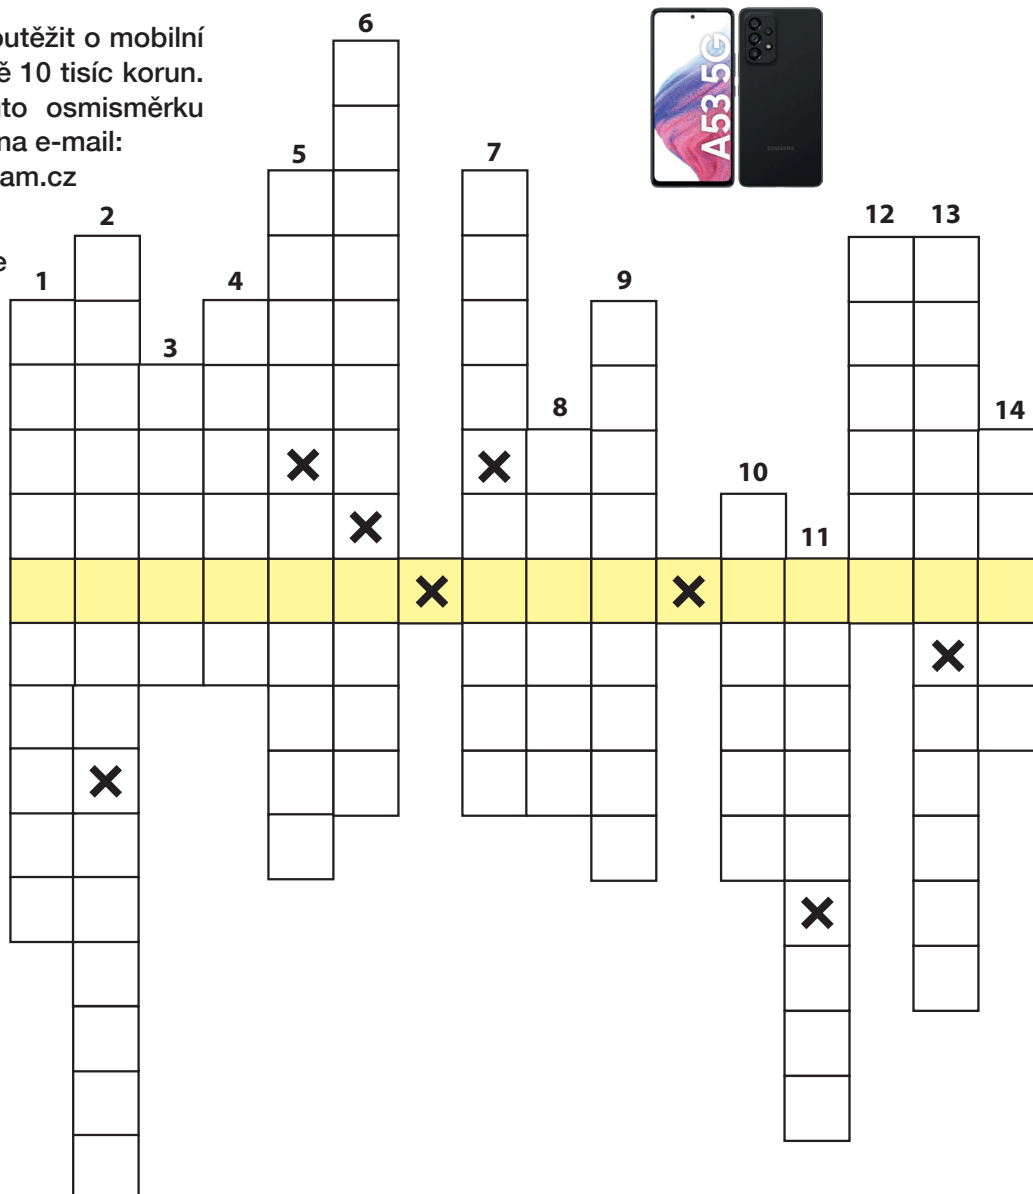 outěžit o mobilní
ě 10 tisíc korun.
uto osmisměrku
na e-mail:
am.cz
e
A53 5G
SAMSUNG
1
2
3
4
5
6
7
8
9
10
11
12
13
14